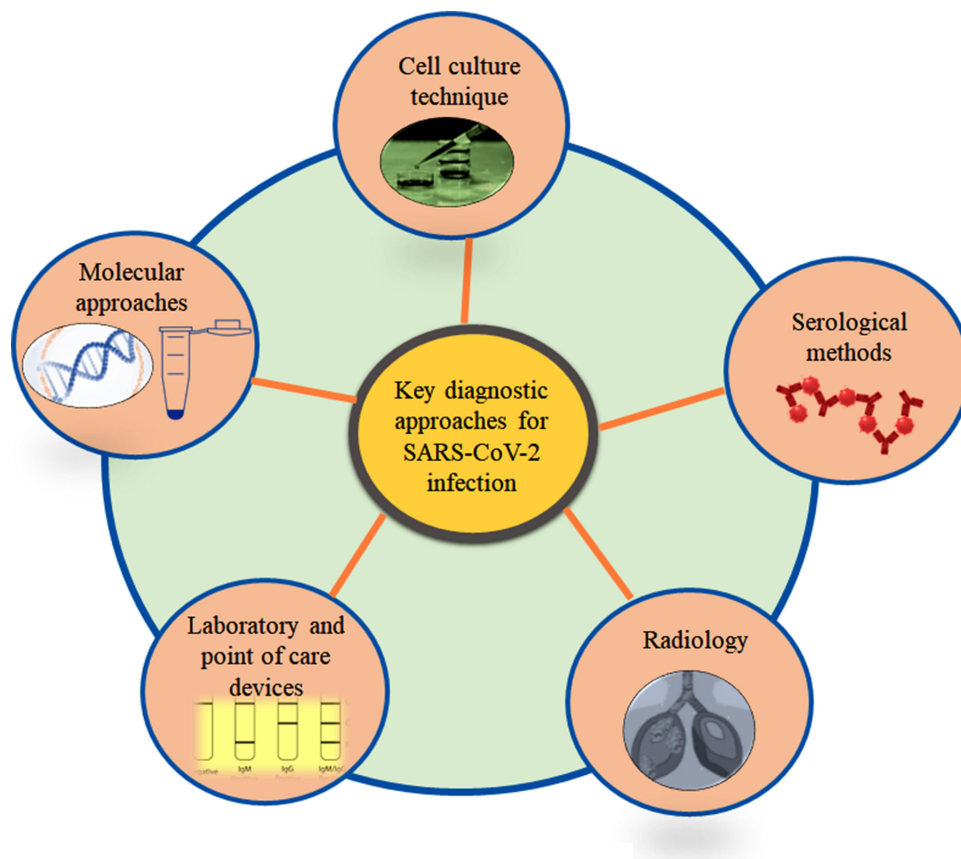 Cell culture
technique
Molecular
approaches
Serological
methods
Key diagnostic
approaches for
SARS-CoV-2
infection
Laboratory and
point of care
devices
IgM
IgG
Radiology